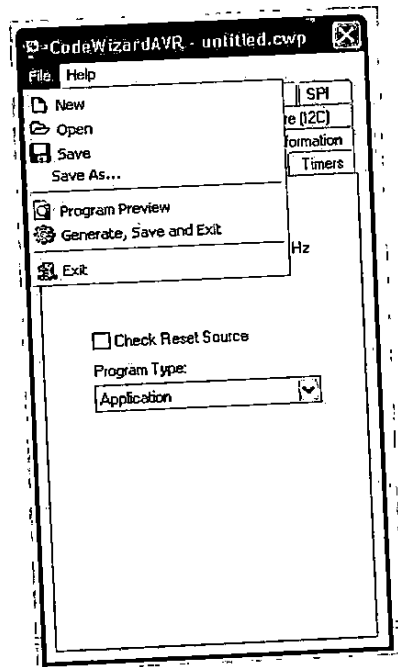 CodeWizardAVR - untitled.cwp
File Help
New
Open
Save
Save As...
Program Preview
Generate, Save and Exit
Exit
SPI
re (I2C)
formation
Timers
Hz
Check Reset Source
Program Type:
Application